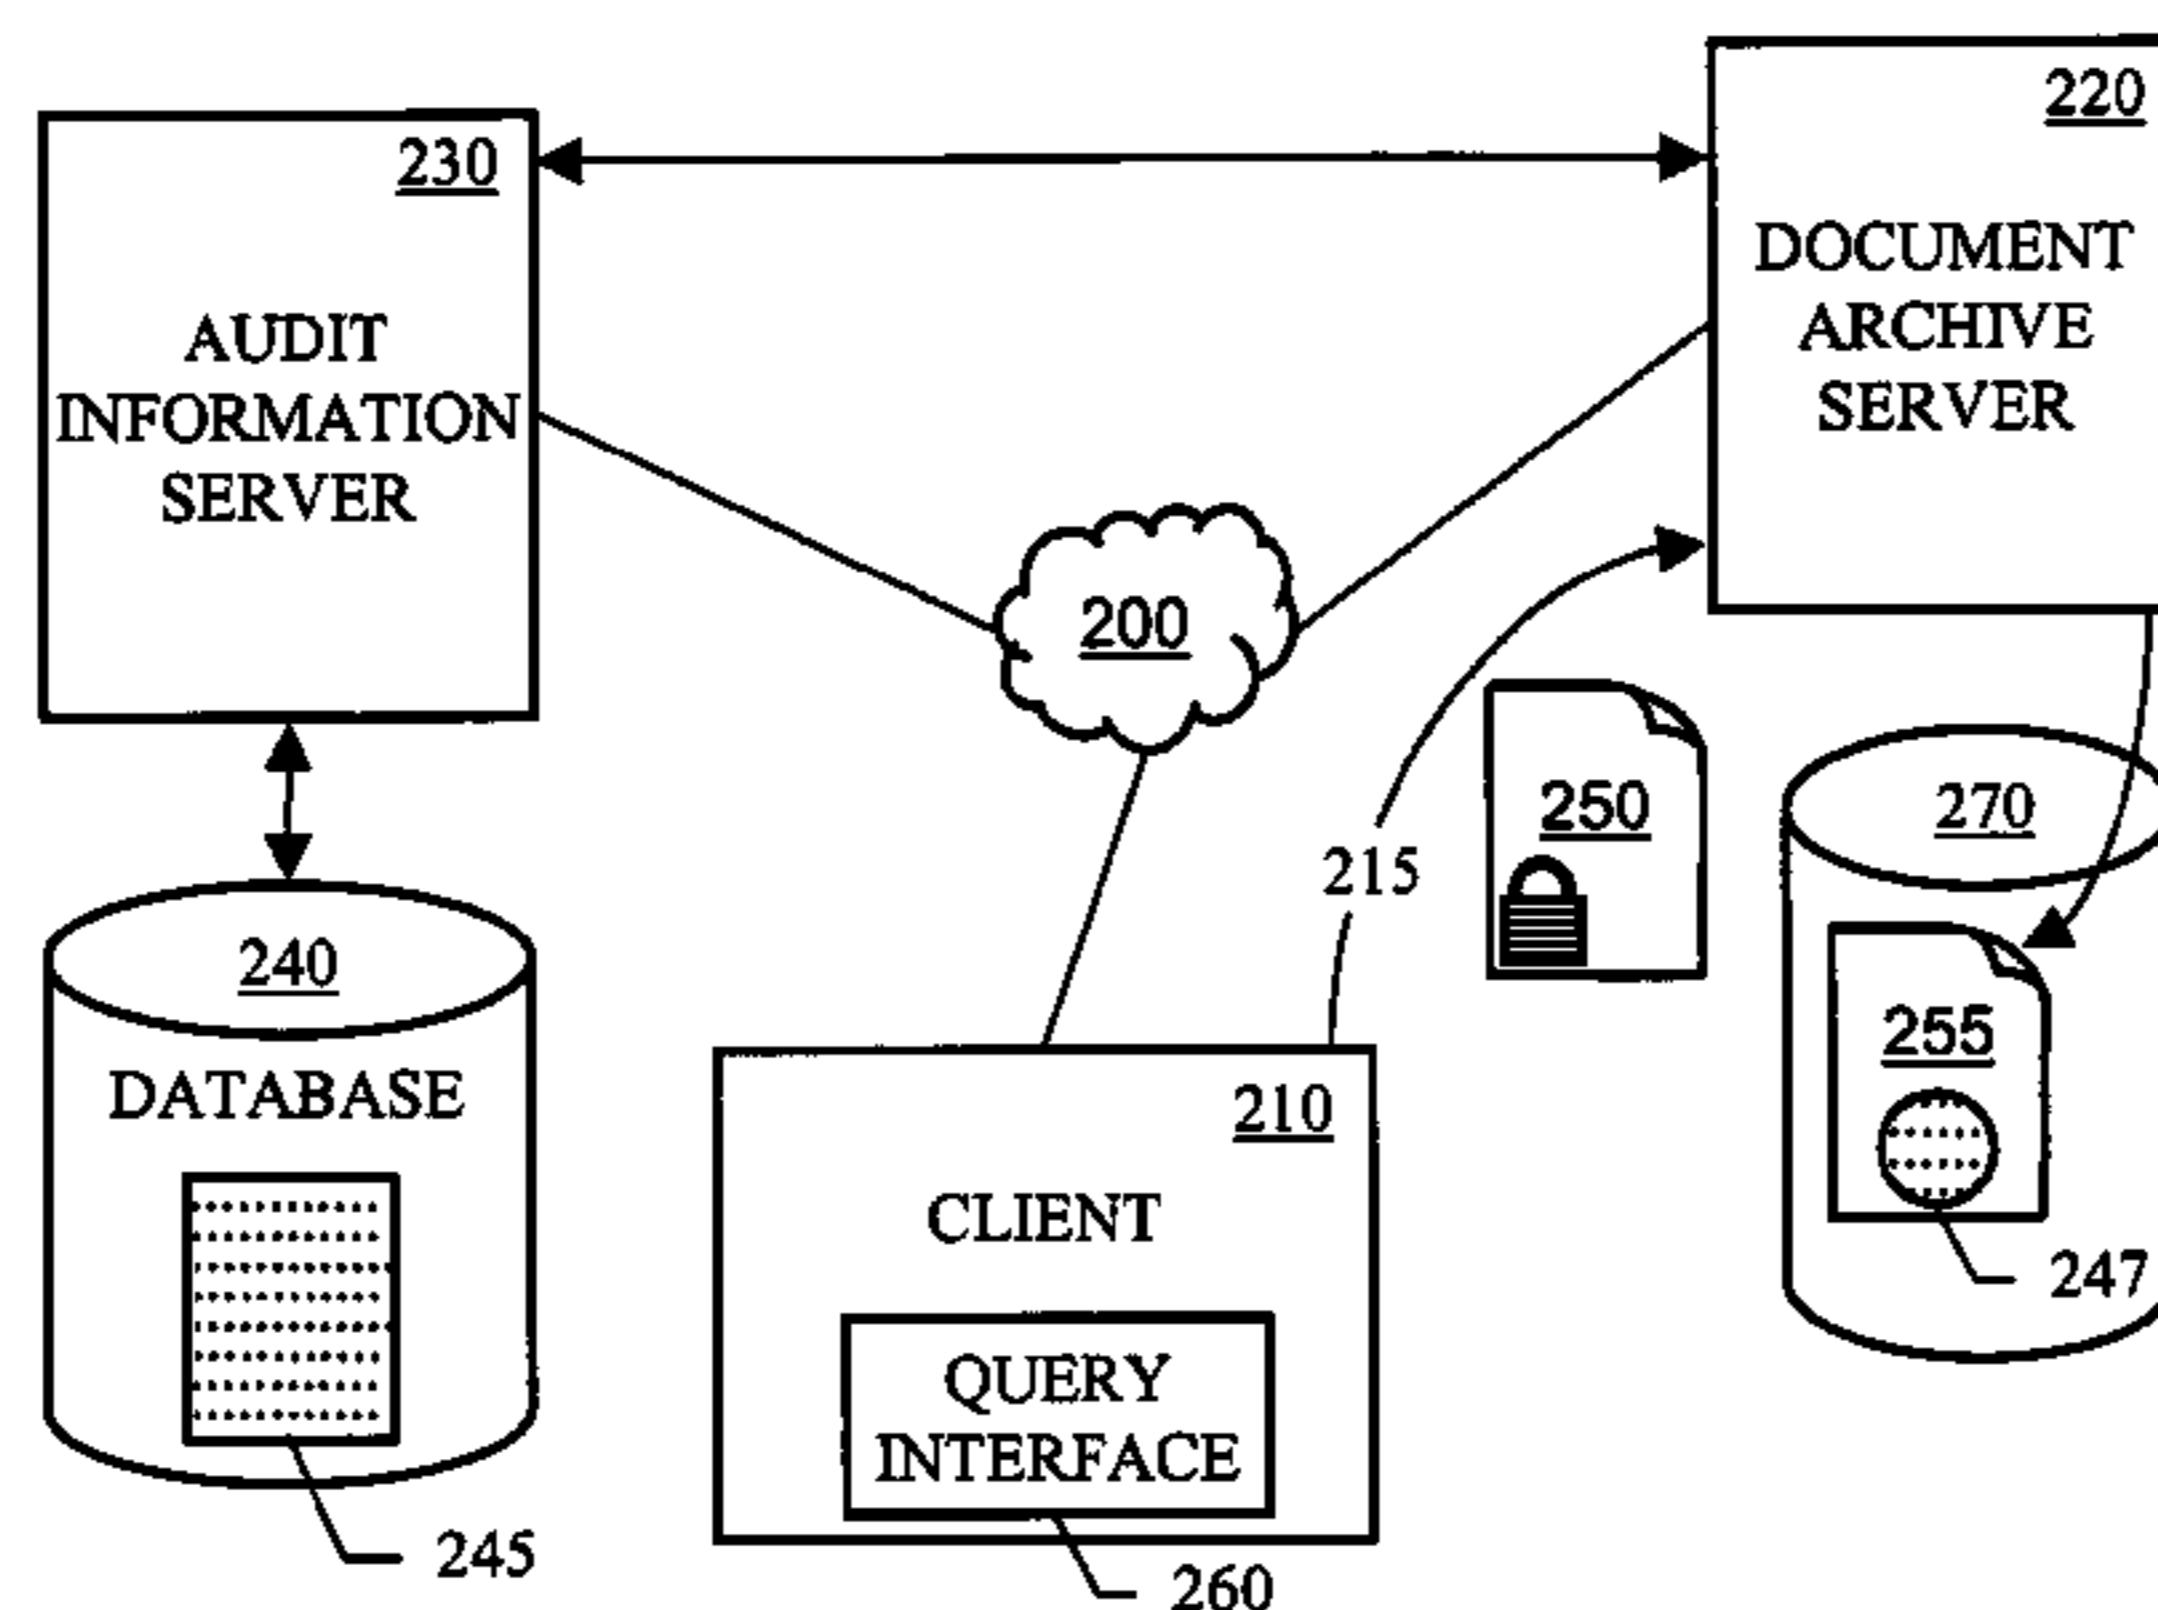 230
AUDIT
INFORMATION
SERVER
220
DOCUMENT
ARCHIVE
SERVER
200
250
215
270
255
247
240
DATABASE
245
210
CLIENT
QUERY
INTERFACE
260